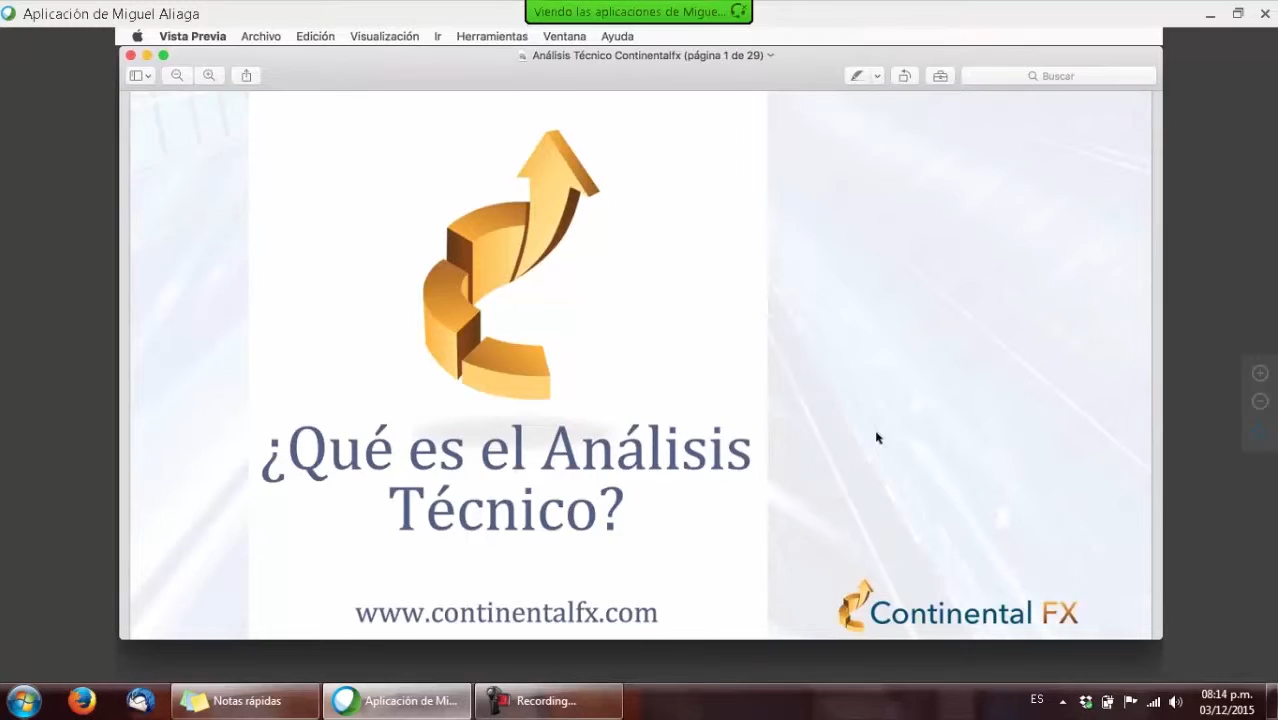 Aplicación de Miguel Aliaga
Viendo las aplicaciones de Migue...
Vista Previa Archivo Edición Visualización Ir Herramientas Ventana Ayuda
Análisis Técnico Continentalfx (página 1 de 29)
Buscar
¿Qué es el Análisis
Técnico?
www.continentalfx.com
Continental FX
Notas rápidas
Aplicación de Mi...
Recording...
ES
08:14 p.m.
03/12/2015